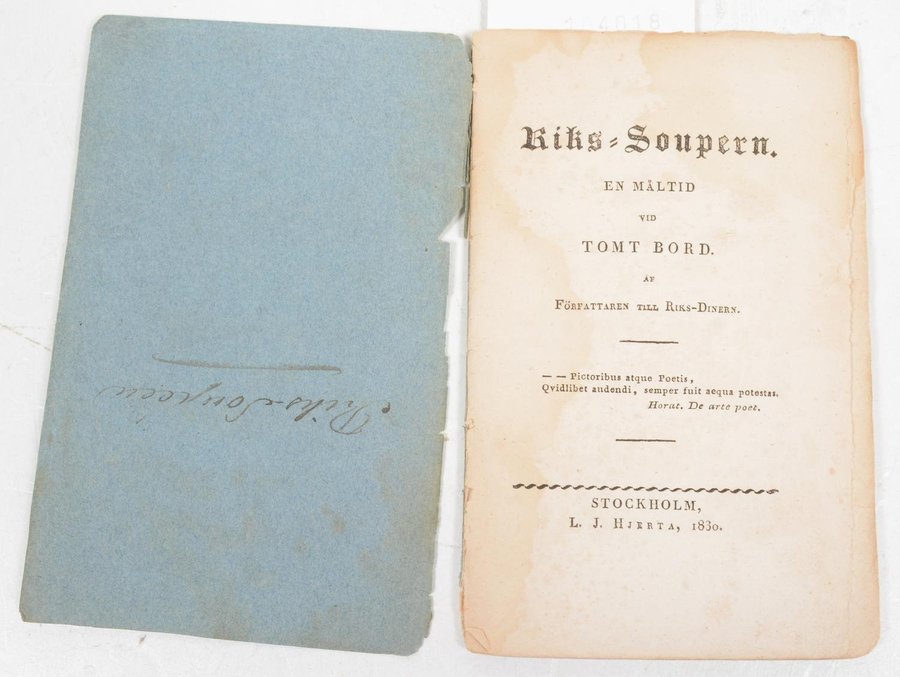 Riks-Soupern
Riks-Soupern.
EN MÅLTID
VID
TOMT BORD.
AF
FÖRFATTAREN TILL RIKS-DINERN.
— — Pictoribus atque Poetis,
Qvidlibet audendi, semper fuit aequa potestas.
Horat. De arte poet.
STOCKHOLM,
L. J. HJERTA, 1830.